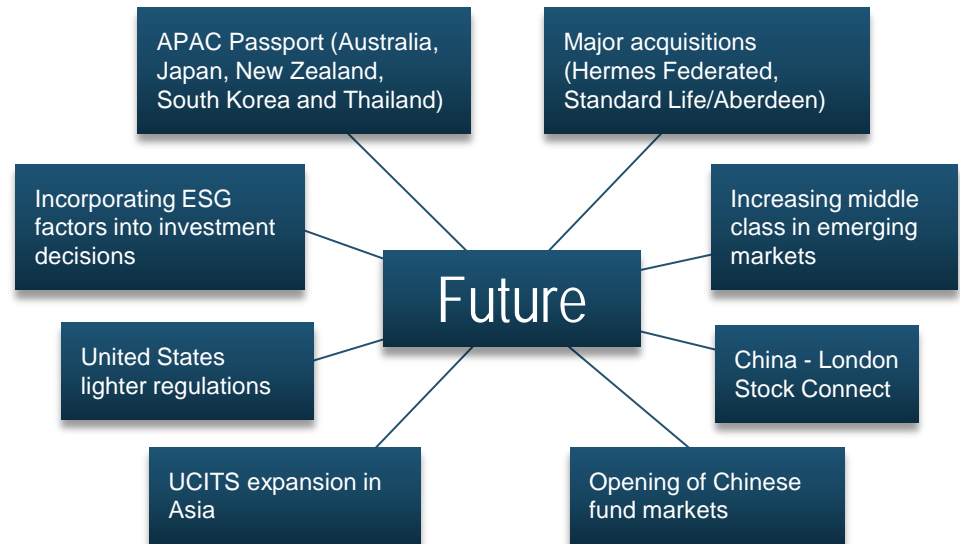 APAC Passport (Australia,
Japan, New Zealand,
South Korea and Thailand)
Major acquisitions
(Hermes Federated,
Standard Life/Aberdeen)
Incorporating ESG
factors into investment
decisions
Increasing middle
class in emerging
markets
Future
United States
lighter regulations
China - London
Stock Connect
UCITS expansion in
Asia
Opening of Chinese
fund markets